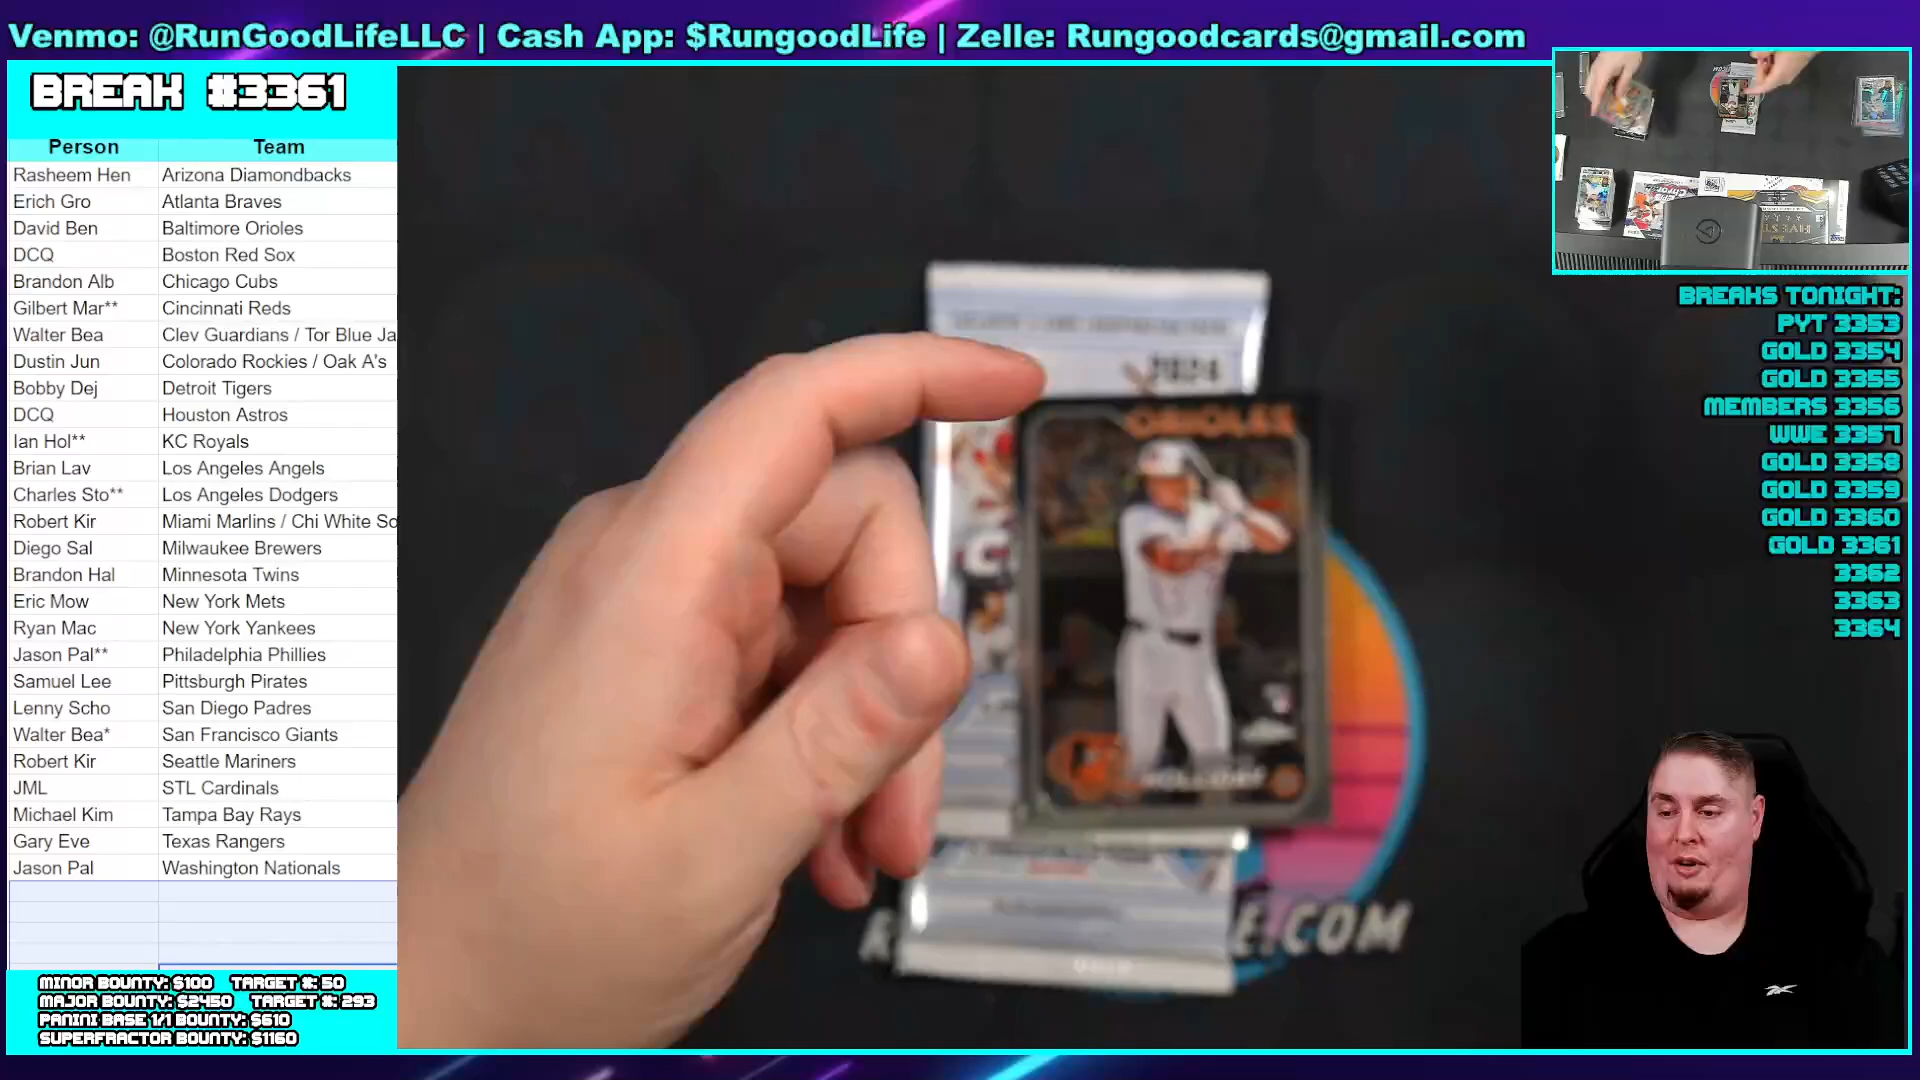 Venmo: @RunGoodLifeLLC | Cash App: $RungoodLife | Zelle: Rungoodcards@gmail.com
BREAK #3361
Person Team
Rasheem Hen Arizona Diamondbacks
Erich Gro Atlanta Braves
David Ben Baltimore Orioles
DCQ Boston Red Sox
Brandon Alb Chicago Cubs
Gilbert Mar** Cincinnati Reds
Walter Bea Clev Guardians / Tor Blue Ja
Dustin Jun Colorado Rockies / Oak A's
Bobby Dej Detroit Tigers
DCQ Houston Astros
Ian Hol** KC Royals
Brian Lav Los Angeles Angels
Charles Sto** Los Angeles Dodgers
Robert Kir Miami Marlins / Chi White So
Diego Sal Milwaukee Brewers
Brandon Hal Minnesota Twins
Eric Mow New York Mets
Ryan Mac New York Yankees
Jason Pal** Philadelphia Phillies
Samuel Lee Pittsburgh Pirates
Lenny Scho San Diego Padres
Walter Bea* San Francisco Giants
Robert Kir Seattle Mariners
JML STL Cardinals
Michael Kim Tampa Bay Rays
Gary Eve Texas Rangers
Jason Pal Washington Nationals
MINOR BOUNTY: $100 TARGET #: 50
MAJOR BOUNTY: $2450 TARGET #: 293
PANINI BASE 1/1 BOUNTY: $610
SUPERFRACTOR BOUNTY: $1160
2024
ORIOLES
HOLLIDAY
E.COM
BREAKS TONIGHT:
PYT 3353
GOLD 3354
GOLD 3355
MEMBERS 3356
WWE 3357
GOLD 3358
GOLD 3359
GOLD 3360
GOLD 3361
3362
3363
3364